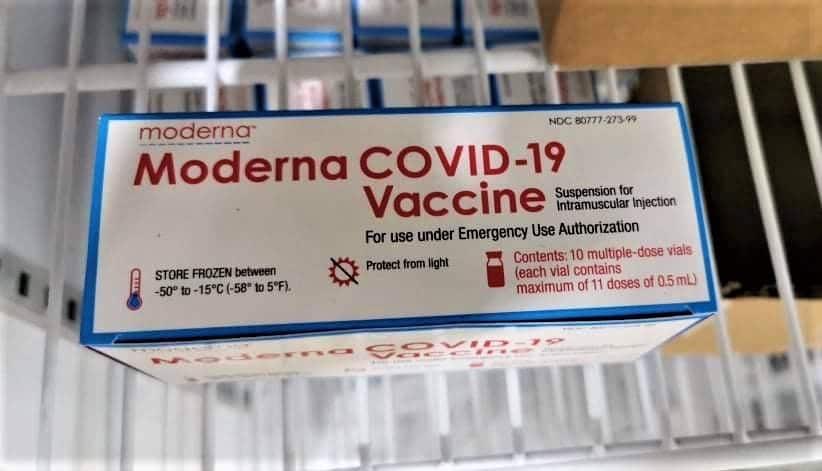 moderna™
NDC 80777-273-99
Moderna COVID-19
Vaccine
Suspension for
Intramuscular Injection
For use under Emergency Use Authorization
STORE FROZEN between
-50° to -15°C (-58° to 5°F).
Protect from light
Contents: 10 multiple-dose vials
(each vial contains
maximum of 11 doses of 0.5 mL)
Moderna COVID-19
Vaccine